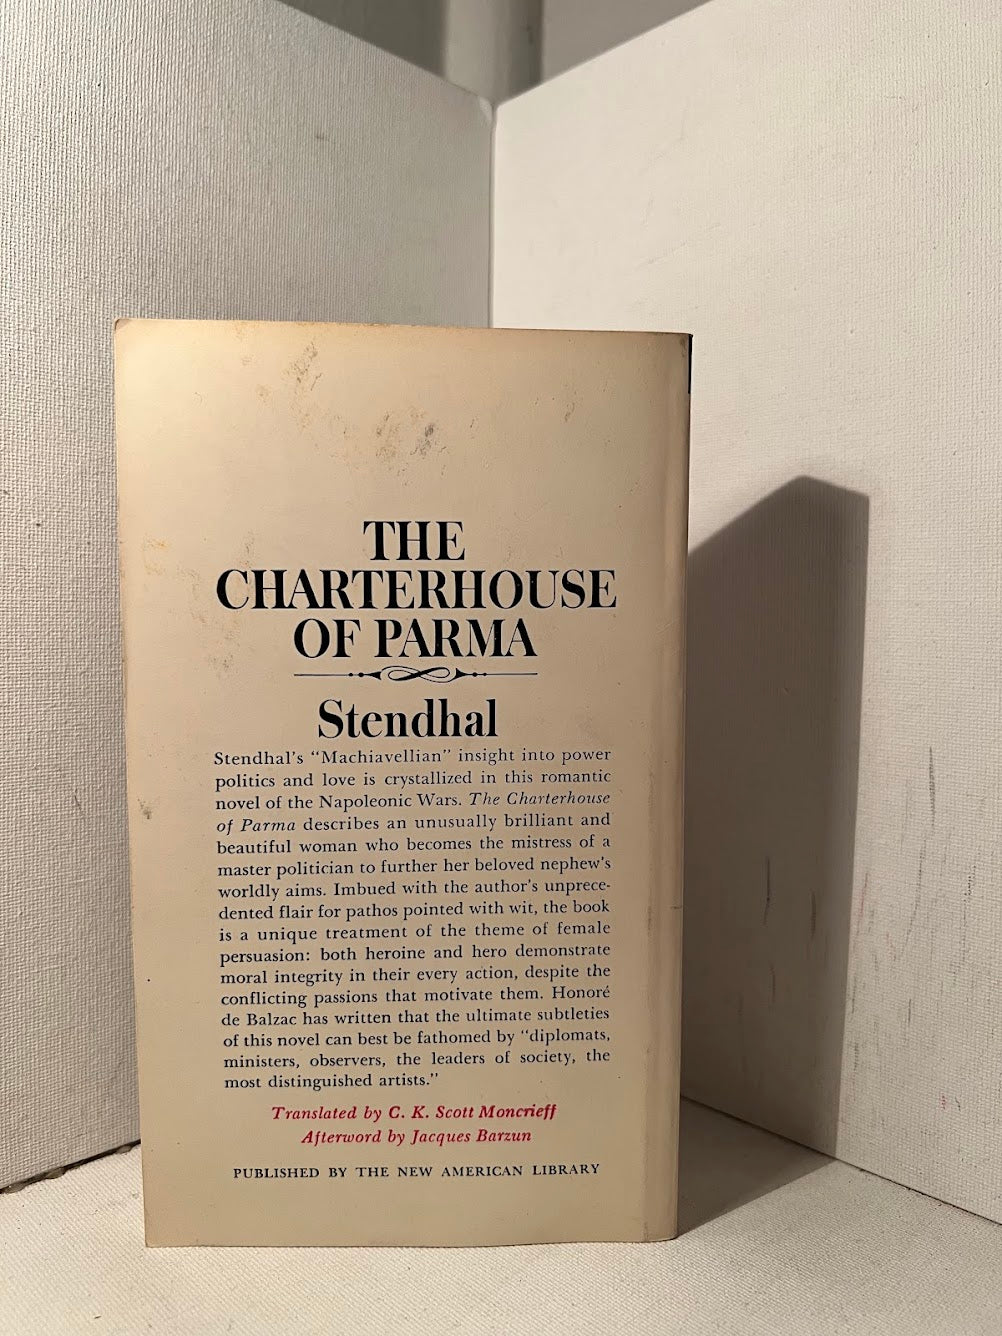 THE
CHARTERHOUSE
OF PARMA
Stendhal
Stendhal's “Machiavellian” insight into power
politics and love is crystallized in this romantic
novel of the Napoleonic Wars. The Charterhouse
of Parma describes an unusually brilliant and
beautiful woman who becomes the mistress of a
master politician to further her beloved nephew's
worldly aims. Imbued with the author's unprece-
dented flair for pathos pointed with wit, the book
is a unique treatment of the theme of female
persuasion: both heroine and hero demonstrate
moral integrity in their every action, despite the
conflicting passions that motivate them. Honoré
de Balzac has written that the ultimate subtleties
of this novel can best be fathomed by “diplomats,
ministers, observers, the leaders of society, the
most distinguished artists.”
Translated by C. K. Scott Moncrieff
Afterword by Jacques Barzun
PUBLISHED BY THE NEW AMERICAN LIBRARY